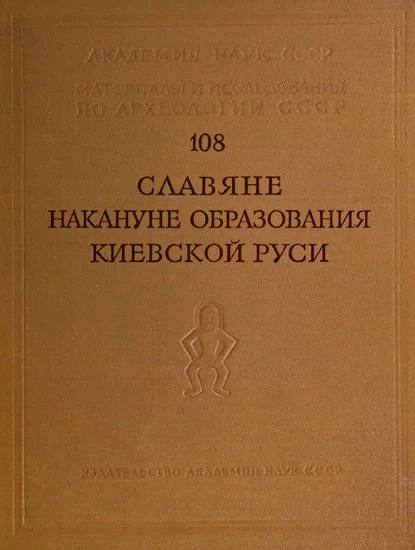 АКАДЕМИЯ НАУК СССР
МАТЕРИАЛЫ И ИССЛЕДОВАНИЯ
ПО АРХЕОЛОГИИ СССР
108
СЛАВЯНЕ
НАКАНУНЕ ОБРАЗОВАНИЯ
КИЕВСКОЙ РУСИ
ИЗДАТЕЛЬСТВО АКАДЕМИИ НАУК СССР